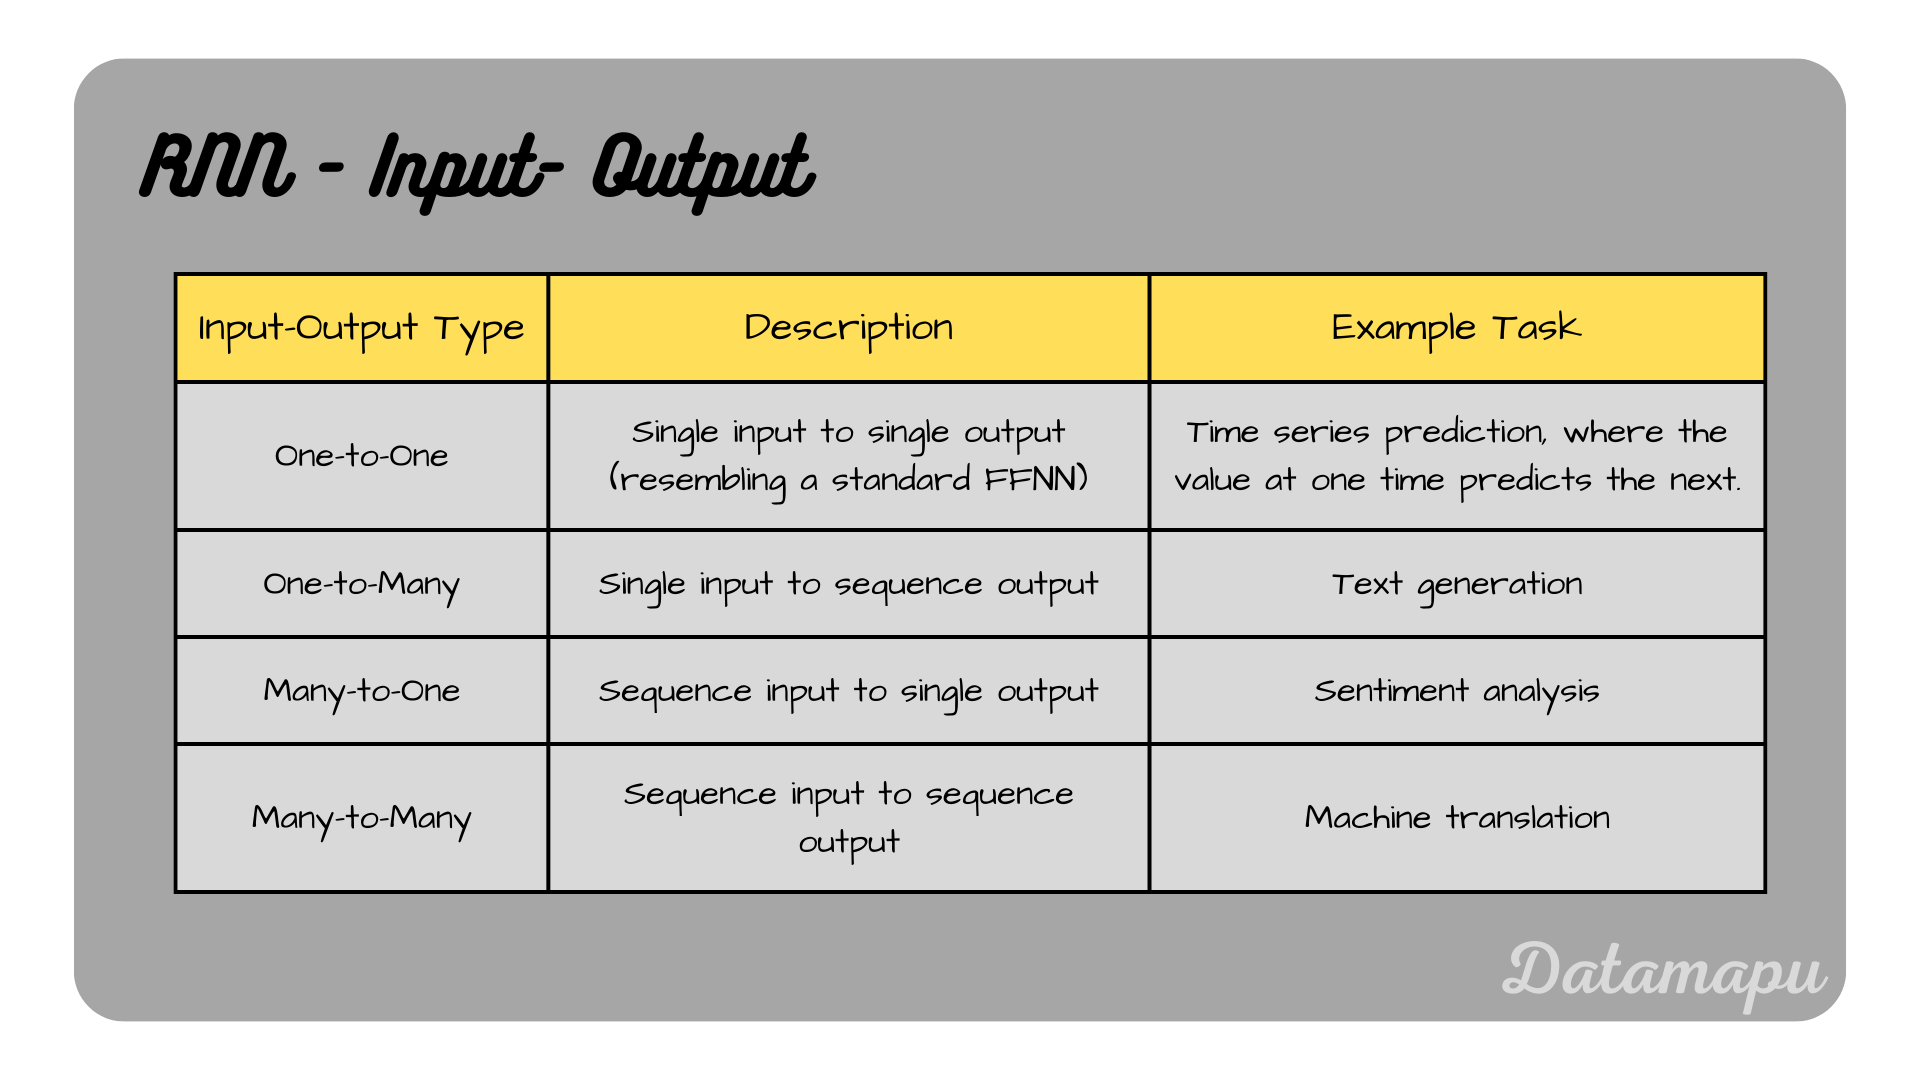 RNN - Input- Output
Input-Output Type
Description
Example Task
One-to-One
Single input to single output
(resembling a standard FFNN)
Time series prediction, where the
value at one time predicts the next.
One-to-Many
Single input to sequence output
Text generation
Many-to-One
Sequence input to single output
Sentiment analysis
Many-to-Many
Sequence input to sequence
output
Machine translation
Datamapu